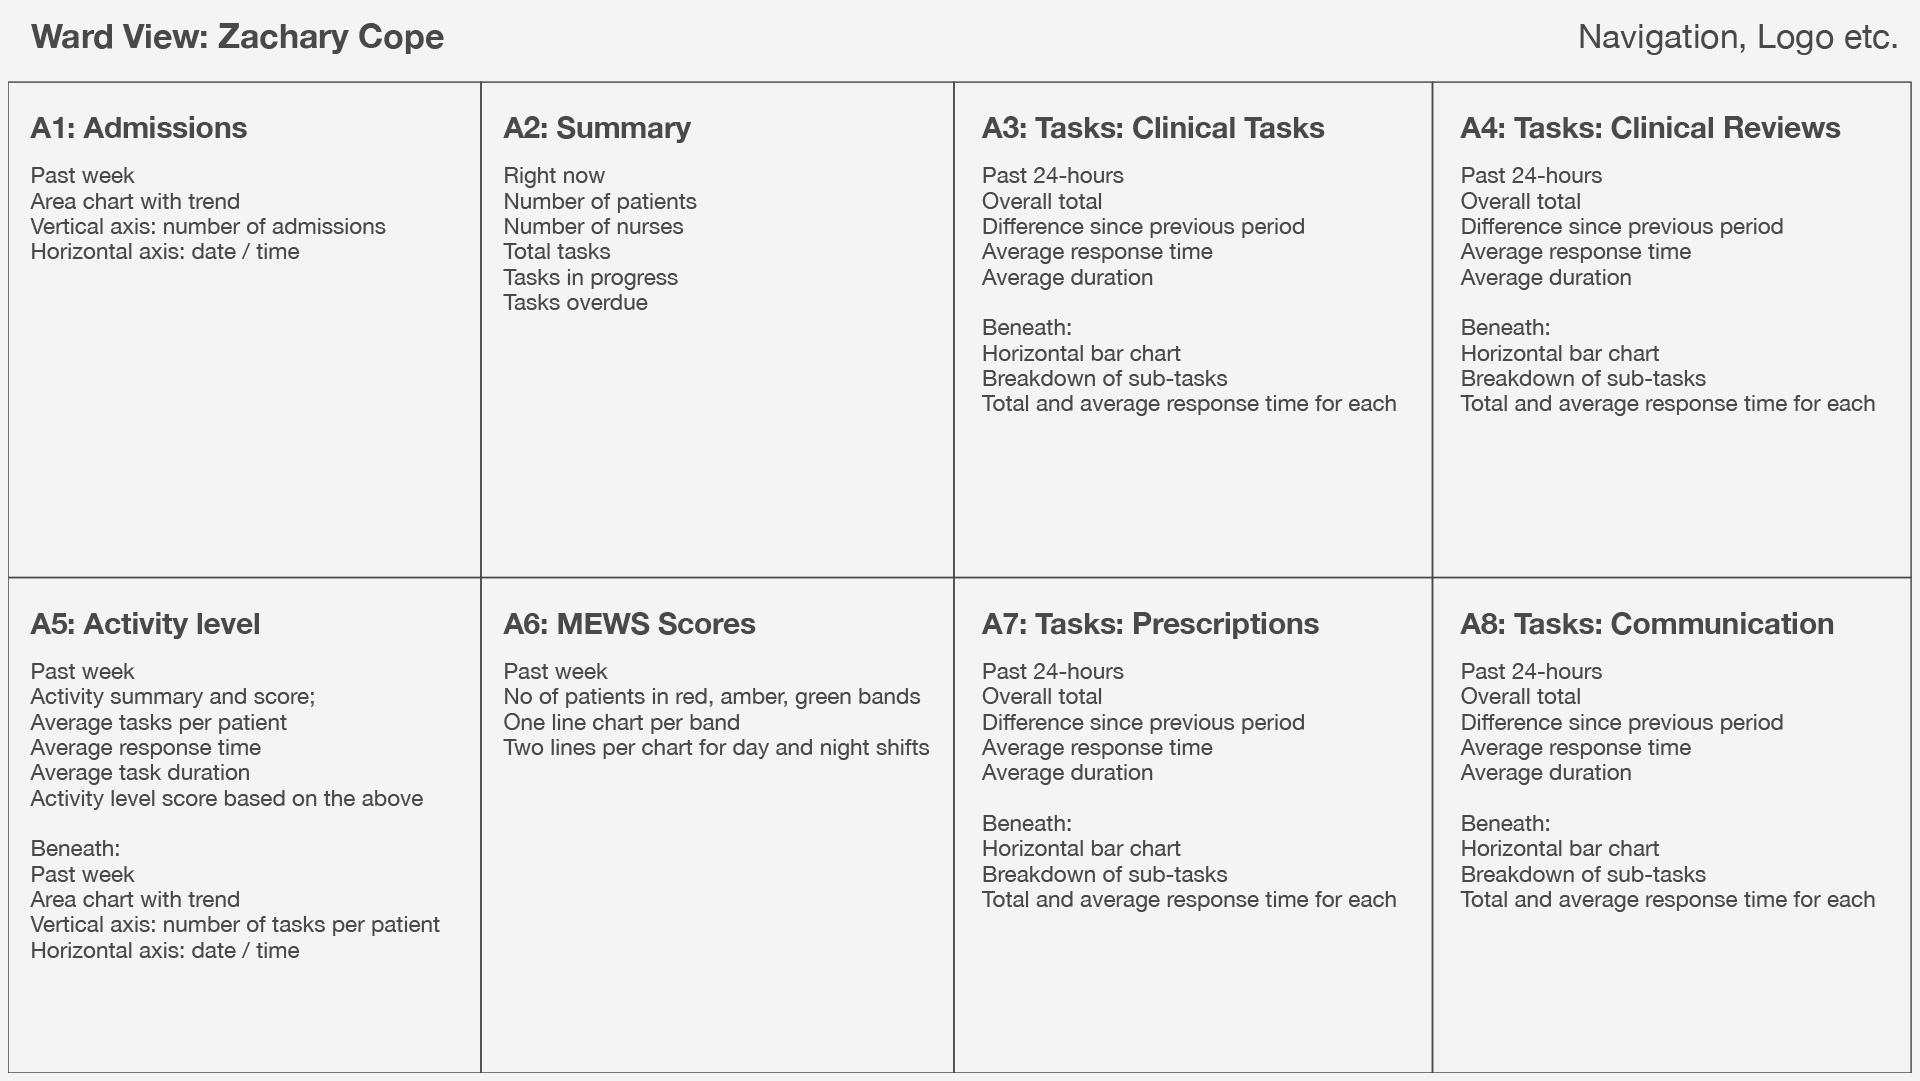 Ward View: Zachary Cope
Navigation, Logo etc.
A1: Admissions
Past week
Area chart with trend
Vertical axis: number of admissions
Horizontal axis: date / time
A2: Summary
Right now
Number of patients
Number of nurses
Total tasks
Tasks in progress
Tasks overdue
A3: Tasks: Clinical Tasks
Past 24-hours
Overall total
Difference since previous period
Average response time
Average duration
Beneath:
Horizontal bar chart
Breakdown of sub-tasks
Total and average response time for each
A4: Tasks: Clinical Reviews
Past 24-hours
Overall total
Difference since previous period
Average response time
Average duration
Beneath:
Horizontal bar chart
Breakdown of sub-tasks
Total and average response time for each
A5: Activity level
Past week
Activity summary and score;
Average tasks per patient
Average response time
Average task duration
Activity level score based on the above
Beneath:
Past week
Area chart with trend
Vertical axis: number of tasks per patient
Horizontal axis: date / time
A6: MEWS Scores
Past week
No of patients in red, amber, green bands
One line chart per band
Two lines per chart for day and night shifts
A7: Tasks: Prescriptions
Past 24-hours
Overall total
Difference since previous period
Average response time
Average duration
Beneath:
Horizontal bar chart
Breakdown of sub-tasks
Total and average response time for each
A8: Tasks: Communication
Past 24-hours
Overall total
Difference since previous period
Average response time
Average duration
Beneath:
Horizontal bar chart
Breakdown of sub-tasks
Total and average response time for each